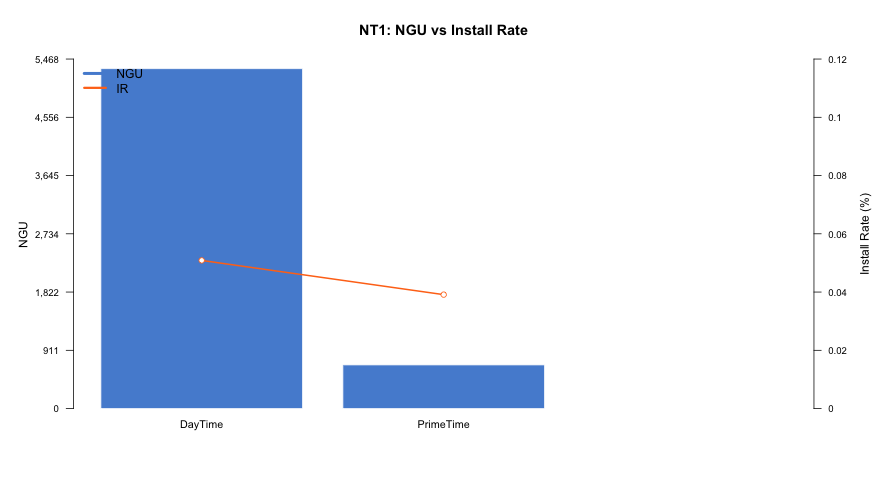 NT1: NGU vs Install Rate
NGU
IR
5,468
4,556
3,645
2,734
1,822
911
0
NGU
0.12
0.1
0.08
0.06
0.04
0.02
0
Install Rate (%)
DayTime
PrimeTime